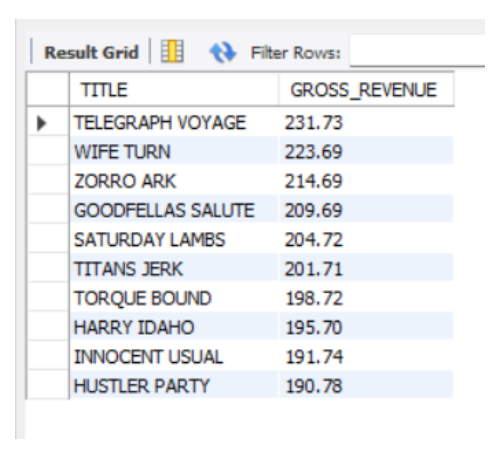 Result Grid Filter Rows:
TITLE GROSS_REVENUE
TELEGRAPH VOYAGE 231.73
WIFE TURN 223.69
ZORRO ARK 214.69
GOODFELLAS SALUTE 209.69
SATURDAY LAMBS 204.72
TITANS JERK 201.71
TORQUE BOUND 198.72
HARRY IDAHO 195.70
INNOCENT USUAL 191.74
HUSTLER PARTY 190.78